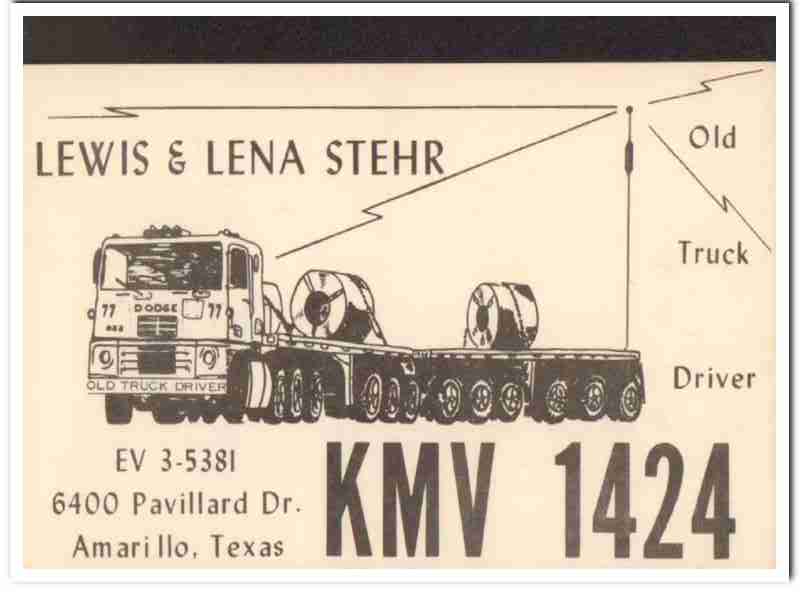 LEWIS & LENA STEHR
Old
Truck
Driver
77 DODGE 77
OLD TRUCK DRIVER
EV 3-5381
6400 Pavillard Dr.
Amarillo, Texas
KMV 1424